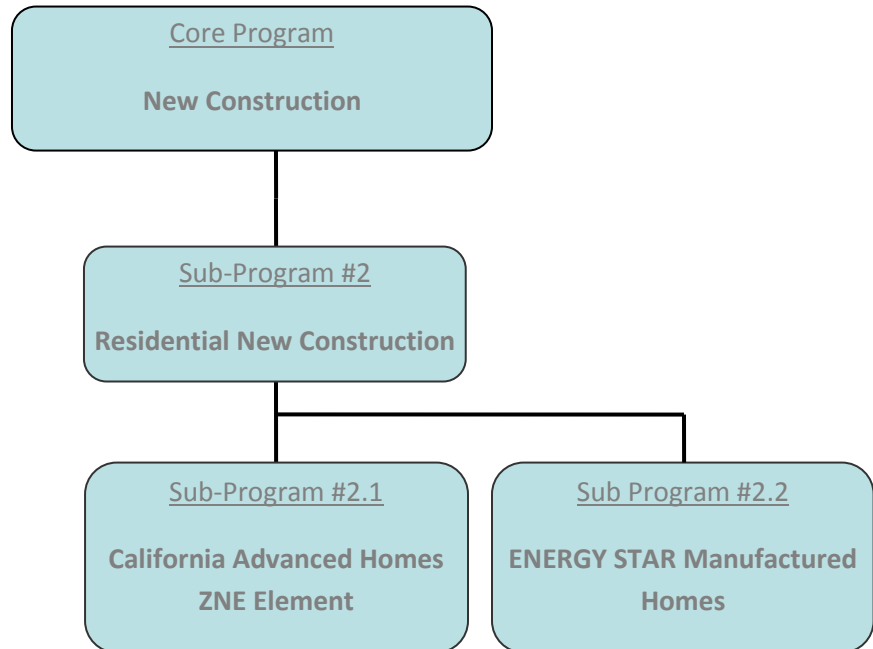 Core Program
New Construction
Sub-Program #2
Residential New Construction
Sub-Program #2.1
California Advanced Homes
ZNE Element
Sub Program #2.2
ENERGY STAR Manufactured
Homes